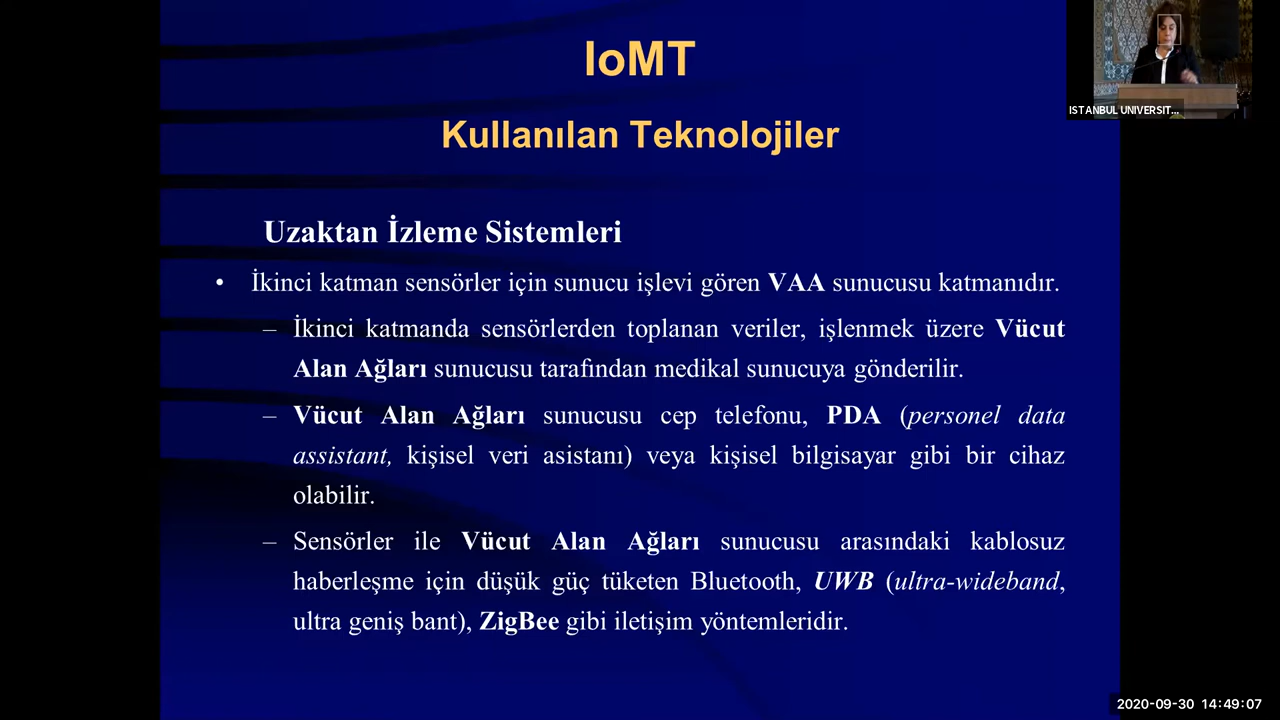 IoMT
Kullanılan Teknolojiler
ISTANBUL UNIVERSIT...
Uzaktan İzleme Sistemleri
• İkinci katman sensörler için sunucu işlevi gören VAA sunucusu katmanıdır.
– İkinci katmanda sensörlerden toplanan veriler, işlenmek üzere Vücut
Alan Ağları sunucusu tarafından medikal sunucuya gönderilir.
– Vücut Alan Ağları sunucusu cep telefonu, PDA (personel data
assistant, kişisel veri asistanı) veya kişisel bilgisayar gibi bir cihaz
olabilir.
– Sensörler ile Vücut Alan Ağları sunucusu arasındaki kablosuz
haberleşme için düşük güç tüketen Bluetooth, UWB (ultra-wideband,
ultra geniş bant), ZigBee gibi iletişim yöntemleridir.
2020-09-30 14:49:07